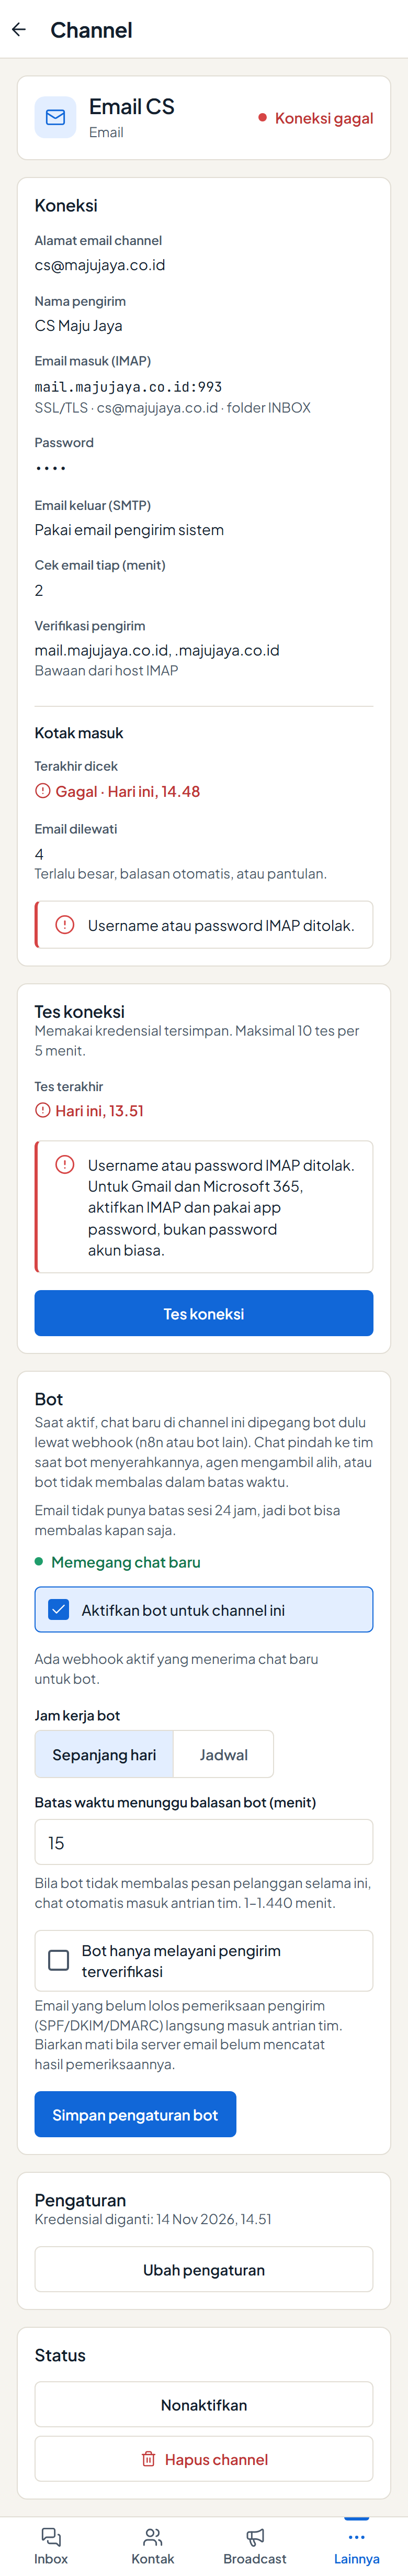 Channel
Email CS
Email
Koneksi gagal
Koneksi
Alamat email channel
cs@majujaya.co.id
Nama pengirim
CS Maju Jaya
Email masuk (IMAP)
mail.majujaya.co.id:993
SSL/TLS · cs@majujaya.co.id · folder INBOX
Password
••••
Email keluar (SMTP)
Pakai email pengirim sistem
Cek email tiap (menit)
2
Verifikasi pengirim
mail.majujaya.co.id, .majujaya.co.id
Bawaan dari host IMAP
Kotak masuk
Terakhir dicek
Gagal · Hari ini, 14.48
Email dilewati
4
Terlalu besar, balasan otomatis, atau pantulan.
Username atau password IMAP ditolak.
Tes koneksi
Memakai kredensial tersimpan. Maksimal 10 tes per
5 menit.
Tes terakhir
Hari ini, 13.51
Username atau password IMAP ditolak.
Untuk Gmail dan Microsoft 365,
aktifkan IMAP dan pakai app
password, bukan password
akun biasa.
Tes koneksi
Bot
Saat aktif, chat baru di channel ini dipegang bot dulu
lewat webhook (n8n atau bot lain). Chat pindah ke tim
saat bot menyerahkannya, agen mengambil alih, atau
bot tidak membalas dalam batas waktu.
Email tidak punya batas sesi 24 jam, jadi bot bisa
membalas kapan saja.
Memegang chat baru
Aktifkan bot untuk channel ini
Ada webhook aktif yang menerima chat baru
untuk bot.
Jam kerja bot
Sepanjang hari
Jadwal
Batas waktu menunggu balasan bot (menit)
15
Bila bot tidak membalas pesan pelanggan selama ini,
chat otomatis masuk antrian tim. 1–1.440 menit.
Bot hanya melayani pengirim
terverifikasi
Email yang belum lolos pemeriksaan pengirim
(SPF/DKIM/DMARC) langsung masuk antrian tim.
Biarkan mati bila server email belum mencatat
hasil pemeriksaannya.
Simpan pengaturan bot
Pengaturan
Kredensial diganti: 14 Nov 2026, 14.51
Ubah pengaturan
Status
Nonaktifkan
Hapus channel
Inbox
Kontak
Broadcast
Lainnya